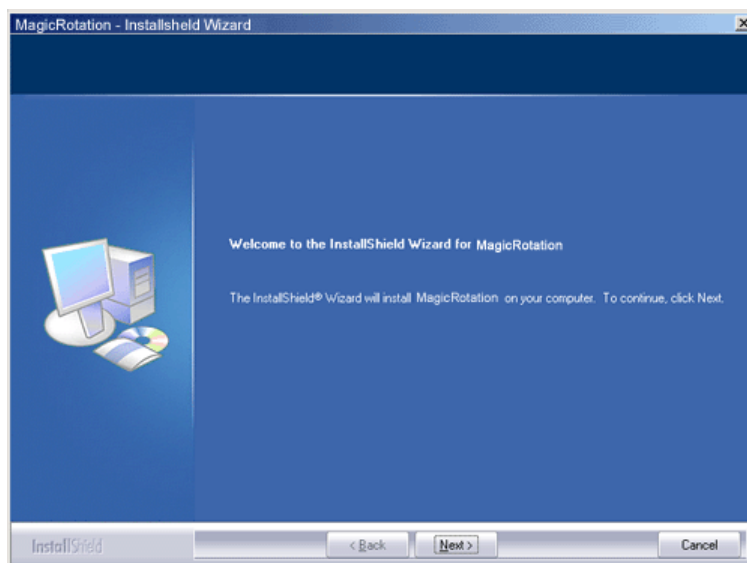 MagicRotation - Installsheld Wizard
Welcome to the InstallShield Wizard for MagicRotation
The InstallShield® Wizard will install MagicRotation on your computer. To continue, click Next.
InstallShield
< Back
Next >
Cancel